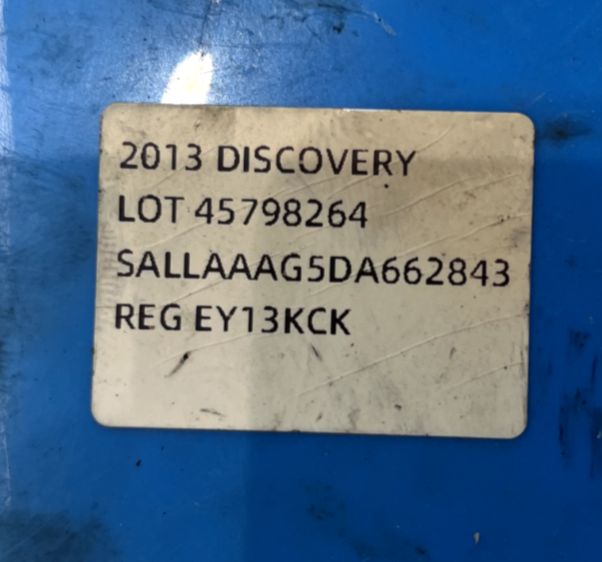 2013 DISCOVERY
LOT 45798264
SALLAAAG5DA662843
REG EY13KCK